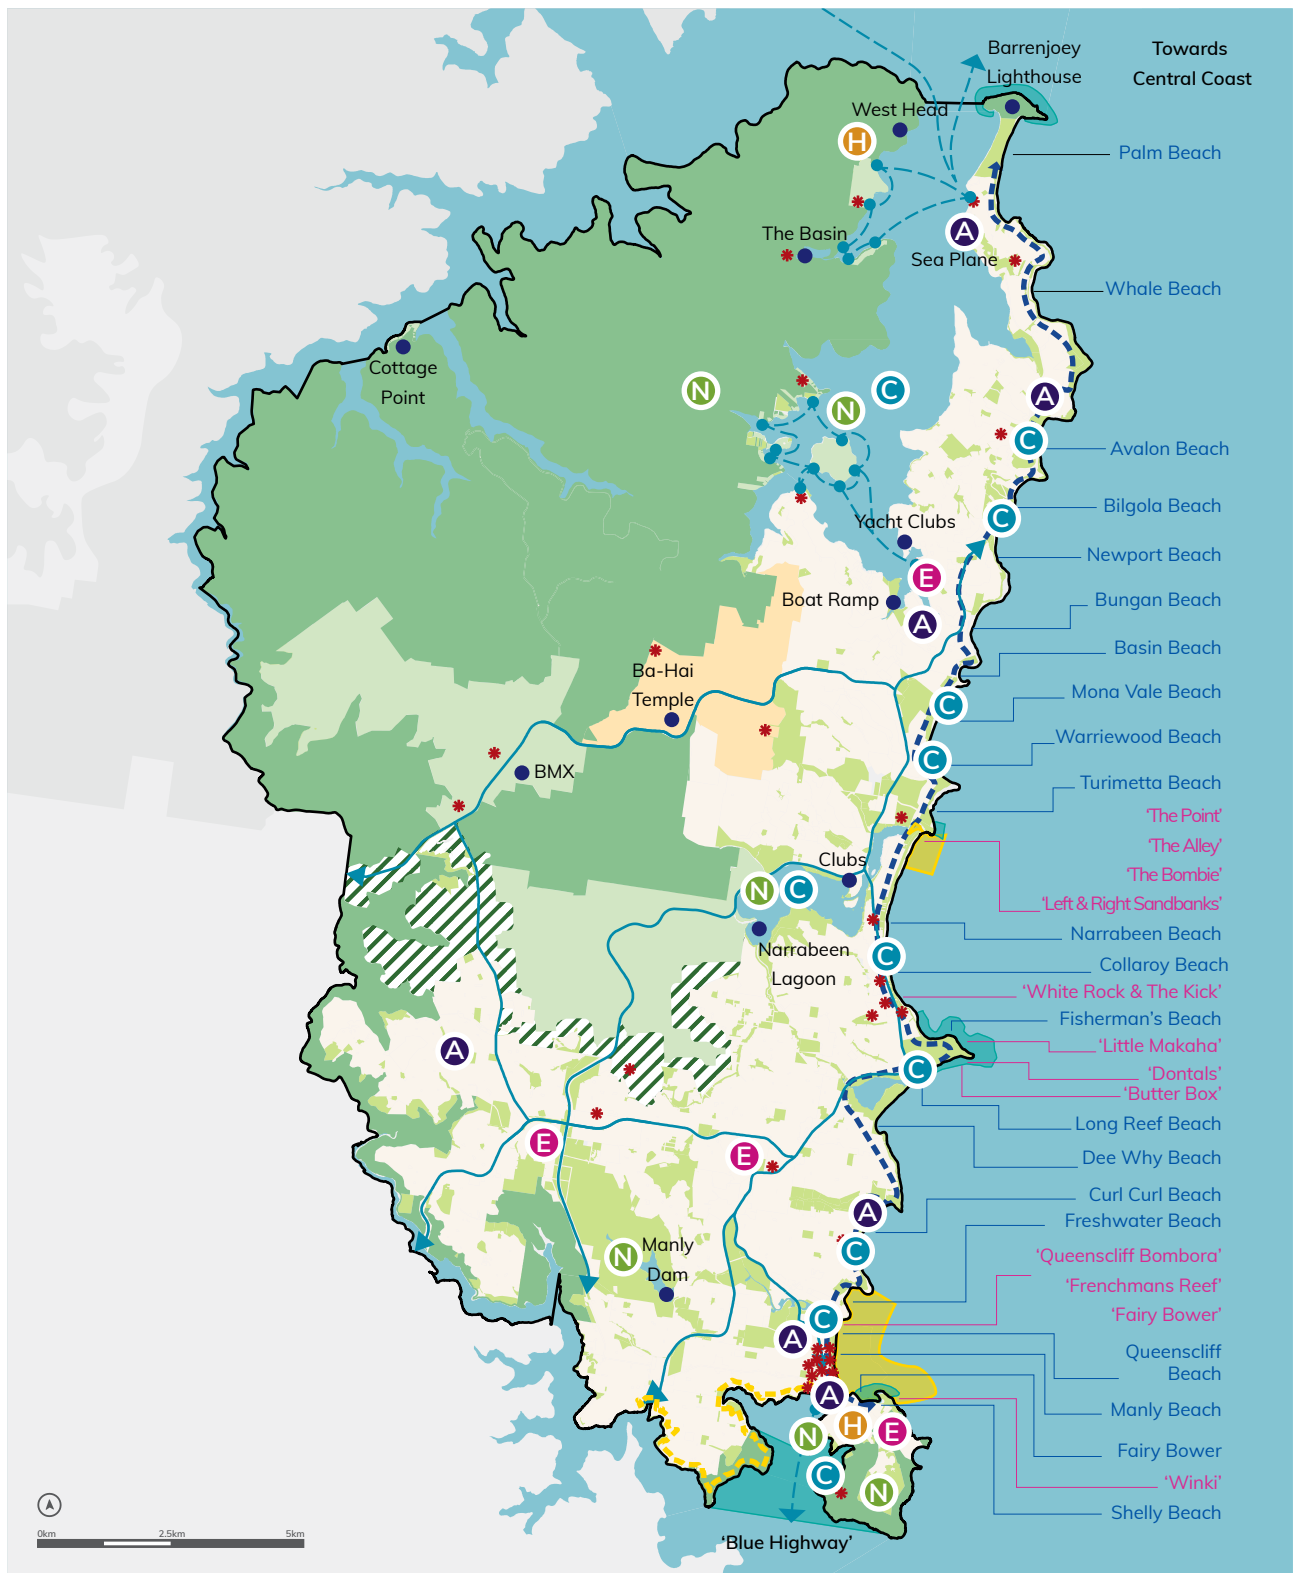 Barrenjoey
Lighthouse
Towards
Central Coast
West Head
H
Palm Beach
The Basin
A
Sea Plane
Whale Beach
Cottage
Point
N
N
C
A
C
Avalon Beach
C
Bilgola Beach
Yacht Clubs
Newport Beach
E
Boat Ramp
A
Bungan Beach
Basin Beach
Ba-Hai
Temple
C
Mona Vale Beach
Warriewood Beach
C
BMX
Turimetta Beach
‘The Point’
‘The Alley’
Clubs
‘The Bombie’
N
C
‘Left & Right Sandbanks’
Narrabeen Beach
Narrabeen
Lagoon
C
Collaroy Beach
‘White Rock & The Kick’
Fisherman’s Beach
A
‘Little Makaha’
C
‘Dontals’
‘Butter Box’
Long Reef Beach
E
E
Dee Why Beach
Curl Curl Beach
A
Freshwater Beach
Manly
Dam
N
C
‘Queenscliff Bombora’
‘Frenchmans Reef’
‘Fairy Bower’
C
A
Queenscliff
Beach
A
Manly Beach
H
E
N
Fairy Bower
C
‘Winki’
N
Shelly Beach
‘Blue Highway’
A
0km
2.5km
5km